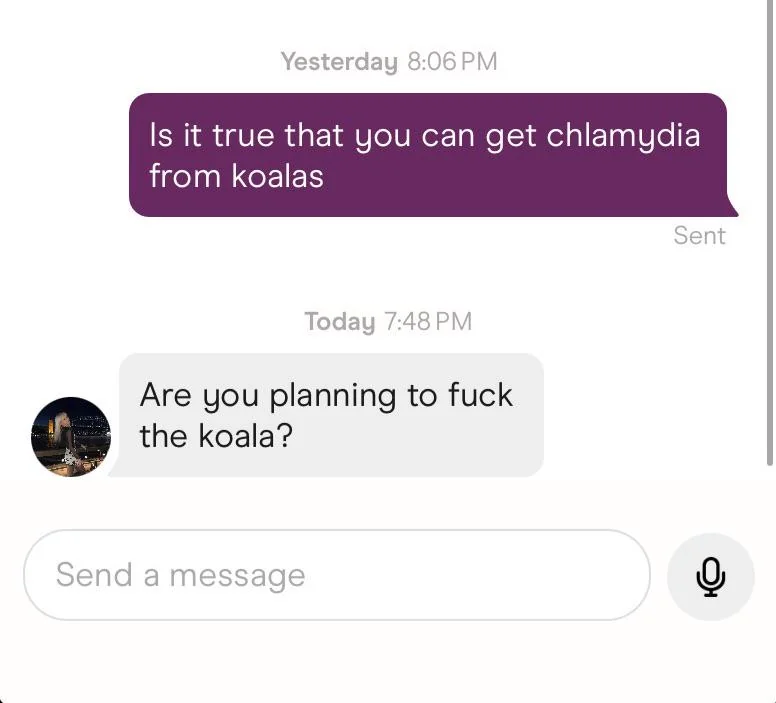 Yesterday 8:06 PM
Is it true that you can get chlamydia
from koalas
Sent
Today 7:48 PM
Are you planning to fuck
the koala?
Send a message